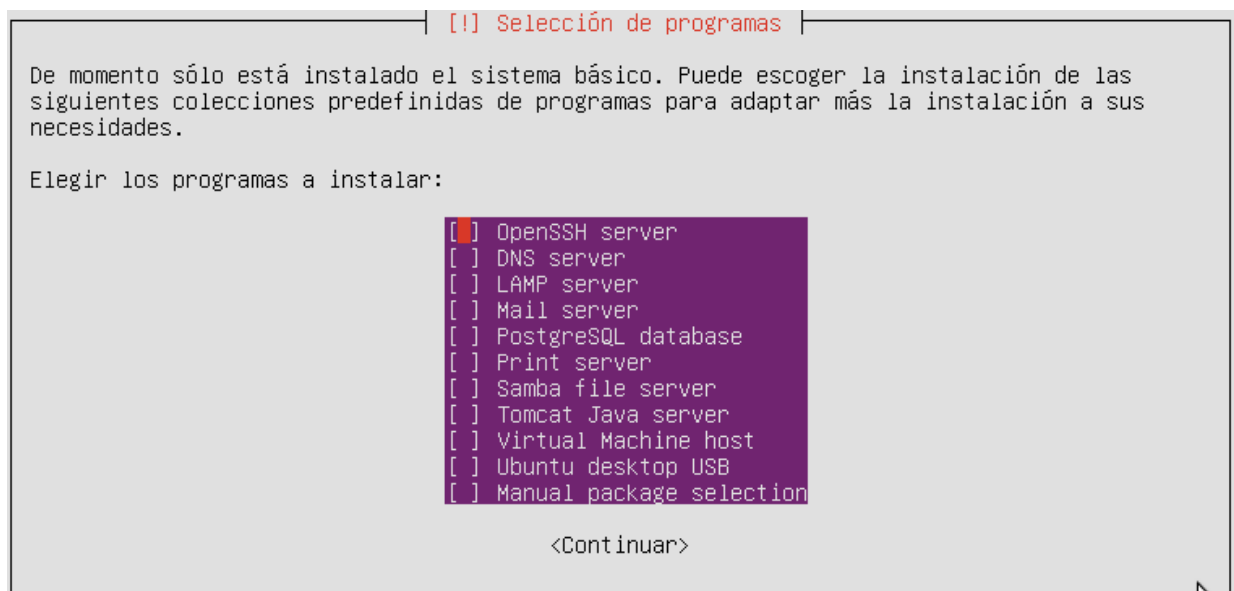 [!] Selección de programas
De momento sólo está instalado el sistema básico. Puede escoger la instalación de las
siguientes colecciones predefinidas de programas para adaptar más la instalación a sus
necesidades.
Elegir los programas a instalar:
[ ] OpenSSH server
[ ] DNS server
[ ] LAMP server
[ ] Mail server
[ ] PostgreSQL database
[ ] Print server
[ ] Samba file server
[ ] Tomcat Java server
[ ] Virtual Machine host
[ ] Ubuntu desktop USB
[ ] Manual package selection
<Continuar>